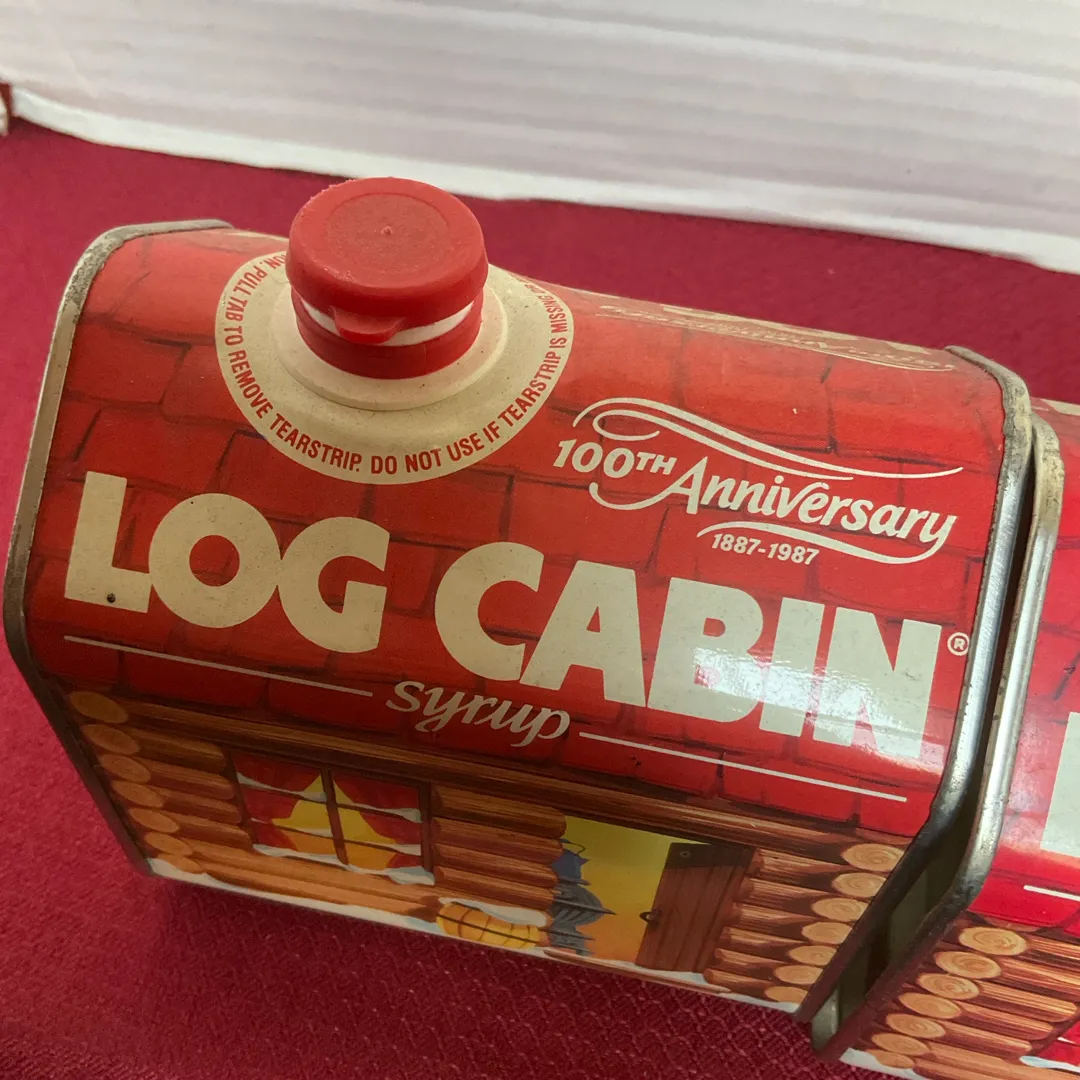 ON. PULL TAB TO REMOVE TEARSTRIP. DO NOT USE IF TEARSTRIP IS MISSING
100TH Anniversary
1887-1987
LOG CABIN®
syrup